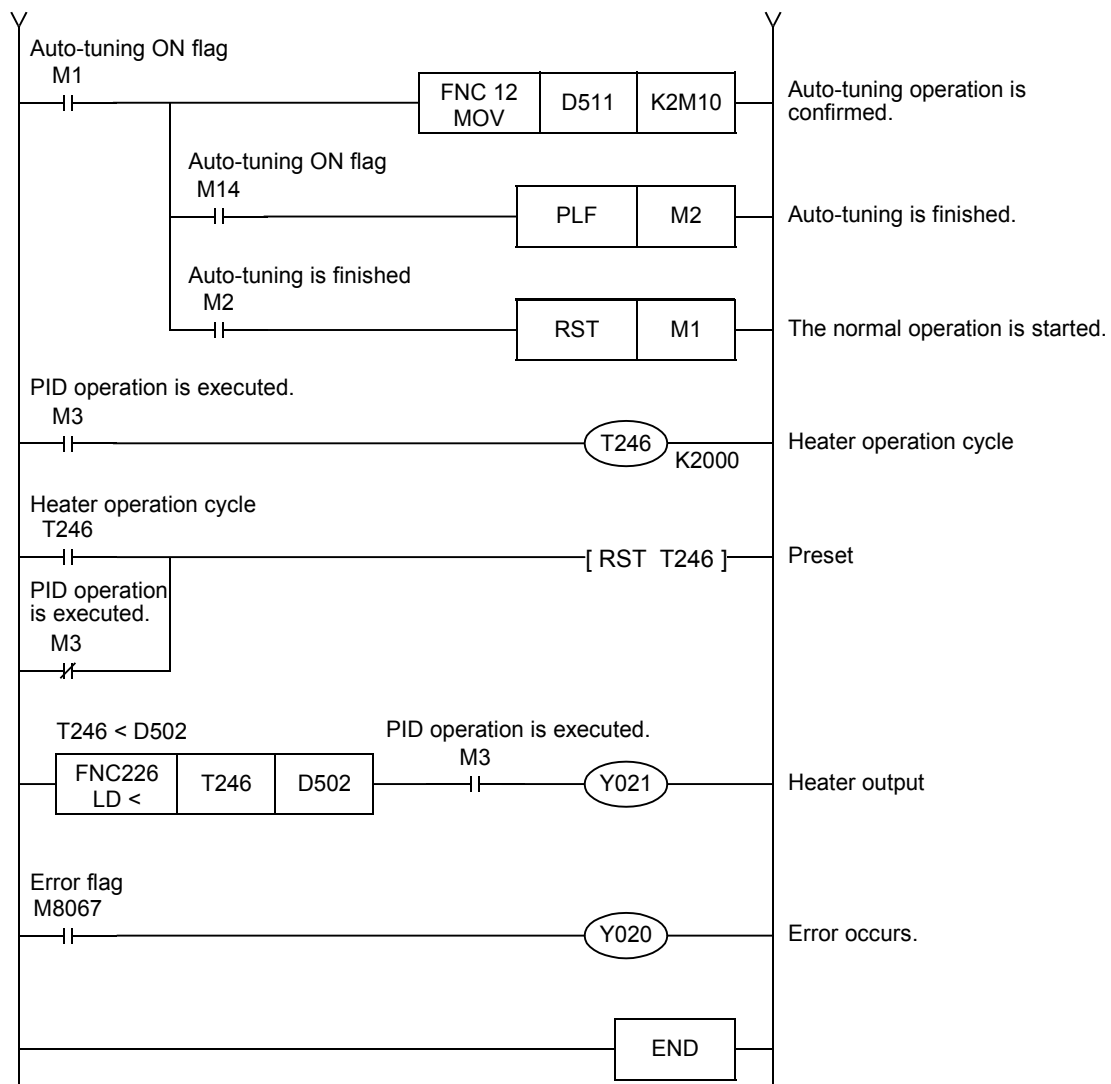 Auto-tuning ON flag
M1
FNC 12
MOV
D511
K2M10
Auto-tuning operation is
confirmed.
Auto-tuning ON flag
M14
PLF
M2
Auto-tuning is finished.
Auto-tuning is finished
M2
RST
M1
The normal operation is started.
PID operation is executed.
M3
T246
K2000
Heater operation cycle
Heater operation cycle
T246
[ RST T246 ]
Preset
PID operation
is executed.
M3
T246 < D502
PID operation is executed.
FNC226
LD <
T246
D502
M3
Y021
Heater output
Error flag
M8067
Y020
Error occurs.
END